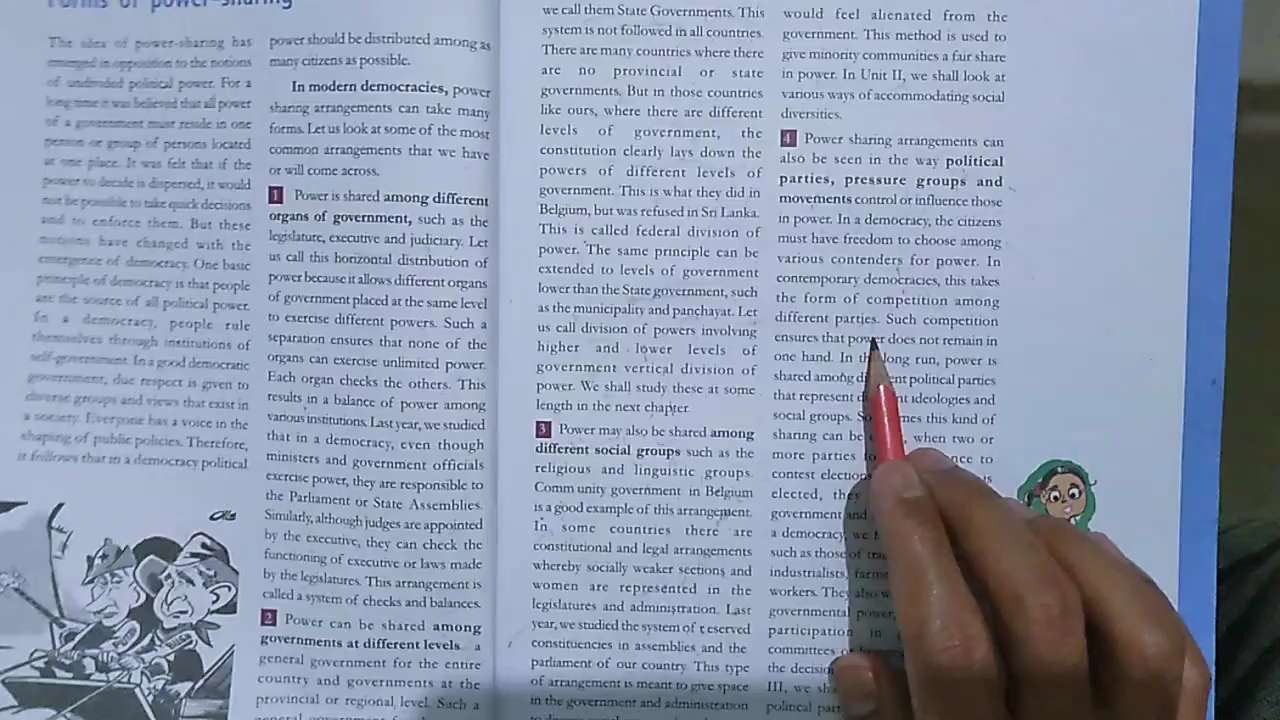 Forms of power-sharing
The idea of power-sharing has
emerged in opposition to the notions
of undivided political power. For a
long time it was believed that all power
of a government must reside in one
person or group of persons located
at one place. It was felt that if the
power to decide is dispersed, it would
not be possible to take quick decisions
and to enforce them. But these
notions have changed with the
emergence of democracy. One basic
principle of democracy is that people
are the source of all political power.
In a democracy, people rule
themselves through institutions of
self-government. In a good democratic
government, due respect is given to
diverse groups and views that exist in
a society. Everyone has a voice in the
shaping of public policies. Therefore,
it follows that in a democracy political
power should be distributed among as
many citizens as possible.
In modern democracies, power
sharing arrangements can take many
forms. Let us look at some of the most
common arrangements that we have
or will come across.
1 Power is shared among different
organs of government, such as the
legislature, executive and judiciary. Let
us call this horizontal distribution of
power because it allows different organs
of government placed at the same level
to exercise different powers. Such a
separation ensures that none of the
organs can exercise unlimited power.
Each organ checks the others. This
results in a balance of power among
various institutions. Last year, we studied
that in a democracy, even though
ministers and government officials
exercise power, they are responsible to
the Parliament or State Assemblies.
Similarly, although judges are appointed
by the executive, they can check the
functioning of executive or laws made
by the legislatures. This arrangement is
called a system of checks and balances.
2 Power can be shared among
governments at different levels – a
general government for the entire
country and governments at the
provincial or regional level. Such a
general government
we call them State Governments. This
system is not followed in all countries.
There are many countries where there
are no provincial or state
governments. But in those countries
like ours, where there are different
levels of government, the
constitution clearly lays down the
powers of different levels of
government. This is what they did in
Belgium, but was refused in Sri Lanka.
This is called federal division of
power. The same principle can be
extended to levels of government
lower than the State government, such
as the municipality and panchayat. Let
us call division of powers involving
higher and lower levels of
government vertical division of
power. We shall study these at some
length in the next chapter.
3 Power may also be shared among
different social groups such as the
religious and linguistic groups.
Community government in Belgium
is a good example of this arrangement.
In some countries there are
constitutional and legal arrangements
whereby socially weaker sections and
women are represented in the
legislatures and administration. Last
year, we studied the system of reserved
constituencies in assemblies and the
parliament of our country. This type
of arrangement is meant to give space
in the government and administration
would feel alienated from the
government. This method is used to
give minority communities a fair share
in power. In Unit II, we shall look at
various ways of accommodating social
diversities.
4 Power sharing arrangements can
also be seen in the way political
parties, pressure groups and
movements control or influence those
in power. In a democracy, the citizens
must have freedom to choose among
various contenders for power. In
contemporary democracies, this takes
the form of competition among
different parties. Such competition
ensures that power does not remain in
one hand. In the long run, power is
shared among different political parties
that represent different ideologies and
social groups. Sometimes this kind of
sharing can be when two or
more parties to
contest elections
elected, they
government and
a democracy, we
such as those of
industrialists, farmers
workers. They also
governmental power,
participation in
committees or
the decision
III, we shall
political parties